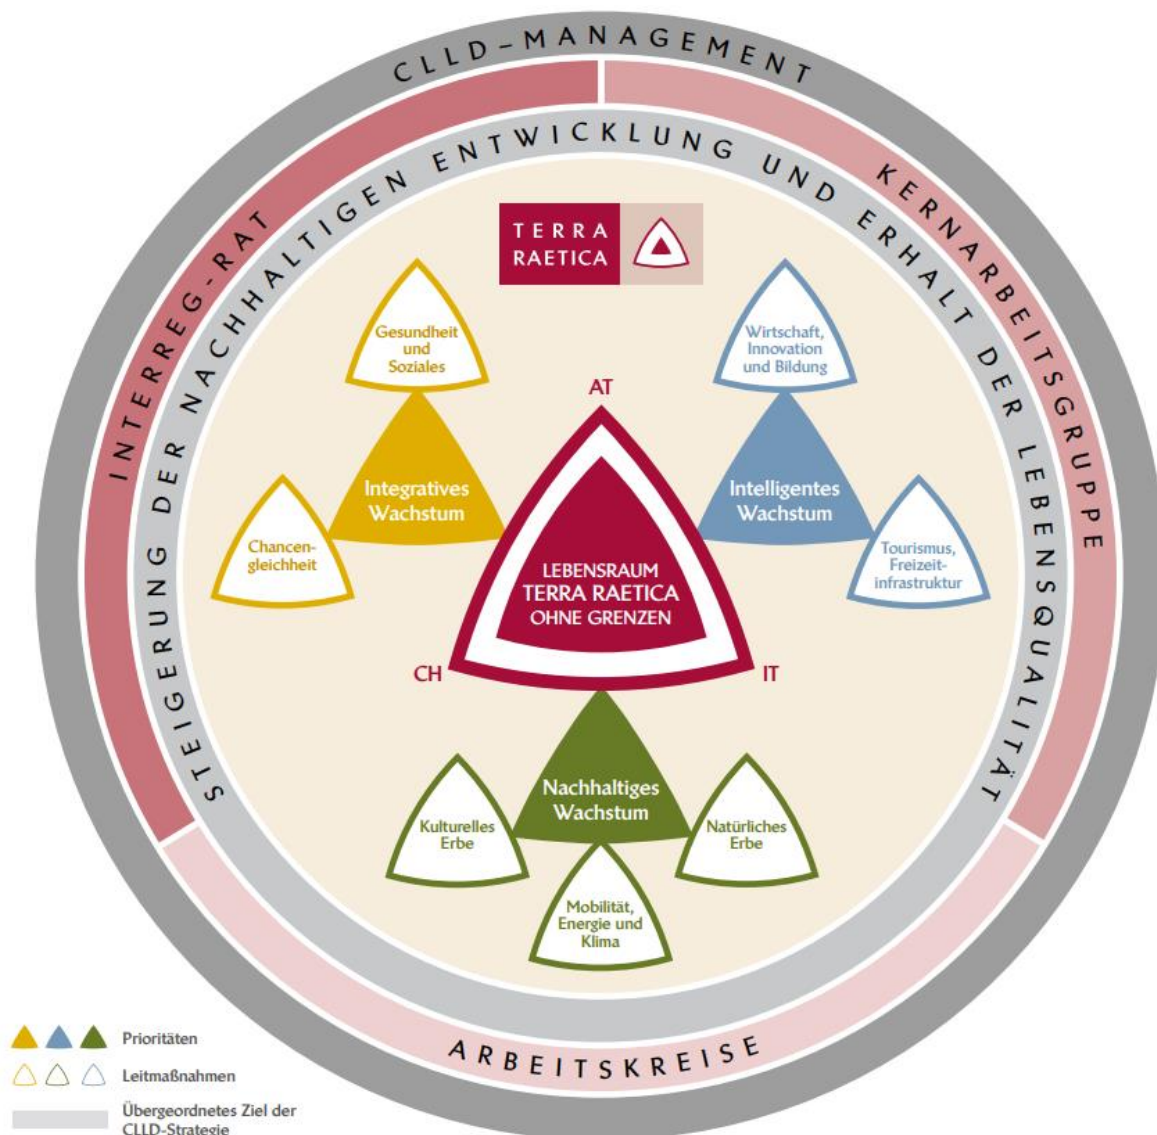 CLLD–MANAGEMENT
INTERREG-RAT
KERNARBEITSGRUPPE
STEIGERUNG DER NACHHALTIGEN ENTWICKLUNG UND ERHALT DER LEBENSQUALITÄT
TERRA
RAETICA
Gesundheit
und
Soziales
Wirtschaft,
Innovation
und Bildung
AT
Integratives
Wachstum
Intelligentes
Wachstum
Chancen-
gleichheit
Tourismus,
Freizeit-
infrastruktur
LEBENSRAUM
TERRA RAETICA
OHNE GRENZEN
CH
IT
Nachhaltiges
Wachstum
Kulturelles
Erbe
Natürliches
Erbe
Mobilität,
Energie und
Klima
ARBEITSKREISE
Prioritäten
Leitmaßnahmen
Übergeordnetes Ziel der
CLLD-Strategie